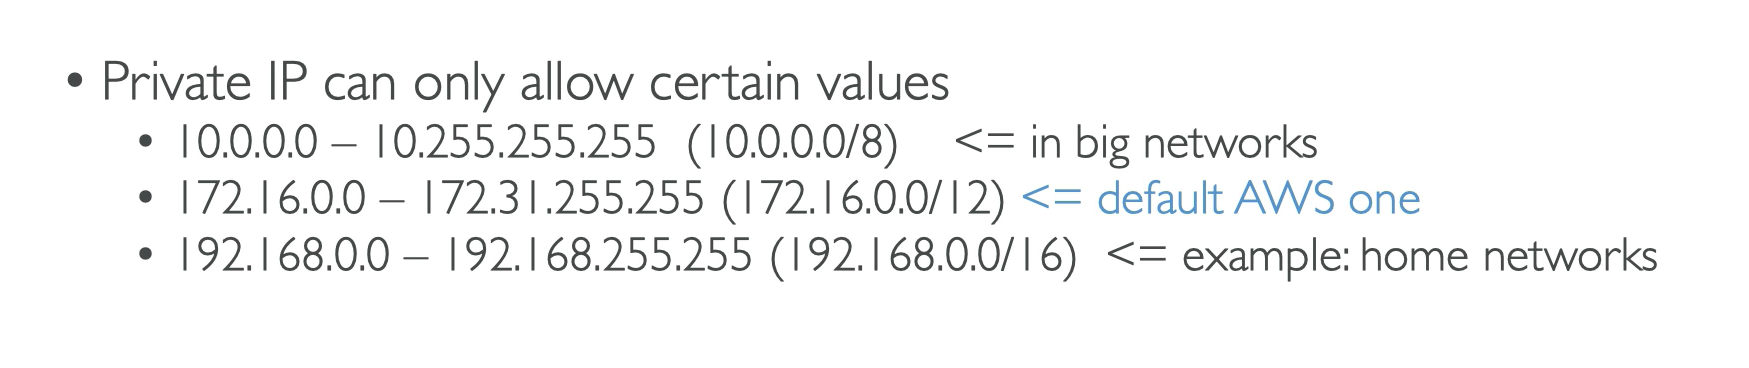 • Private IP can only allow certain values
• 10.0.0.0 – 10.255.255.255 (10.0.0.0/8) <= in big networks
• 172.16.0.0 – 172.31.255.255 (172.16.0.0/12) <= default AWS one
• 192.168.0.0 – 192.168.255.255 (192.168.0.0/16) <= example: home networks